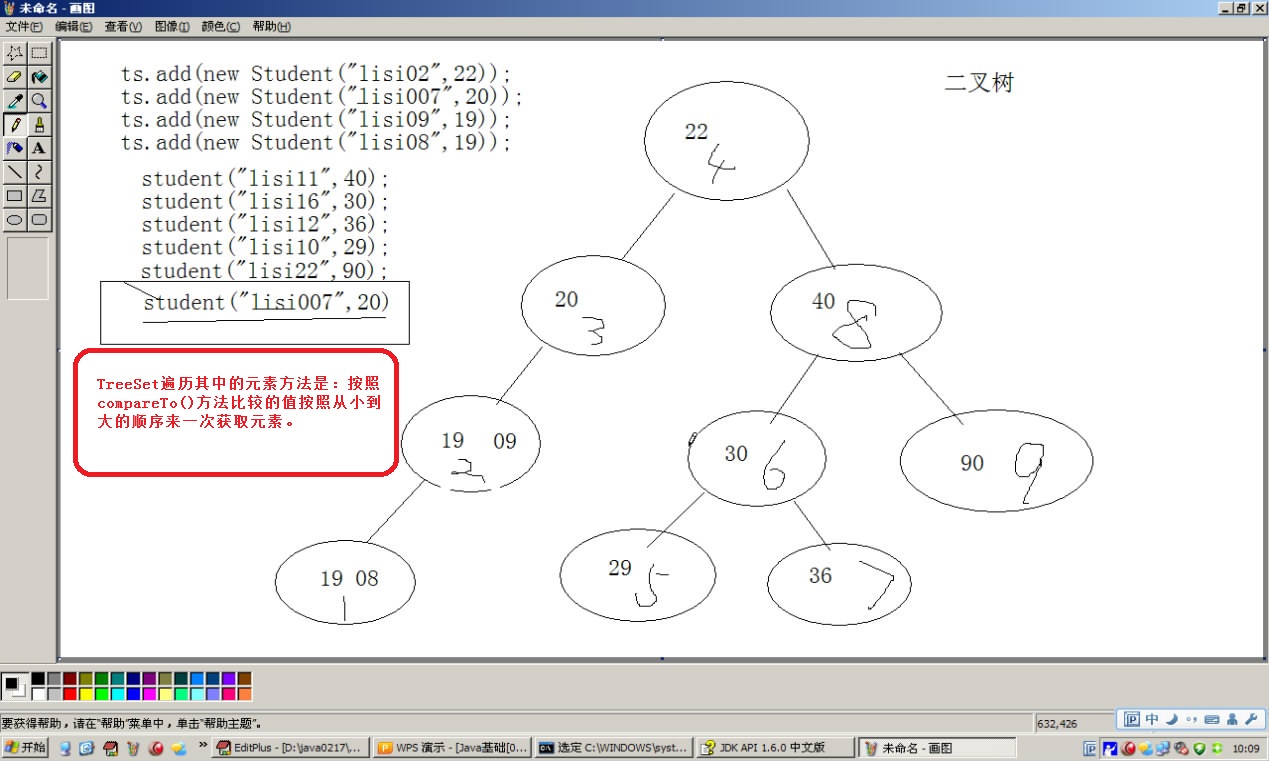 未命名 - 画图
文件(F) 编辑(E) 查看(V) 图像(I) 颜色(C) 帮助(H)
ts.add(new Student("lisi02",22));
ts.add(new Student("lisi007",20));
ts.add(new Student("lisi09",19));
ts.add(new Student("lisi08",19));
student("lisi11",40);
student("lisi16",30);
student("lisi12",36);
student("lisi10",29);
student("lisi22",90);
student("lisi007",20)
TreeSet遍历其中的元素方法是：按照
compareTo()方法比较的值按照从小到
大的顺序来一次获取元素。
二叉树
22
4
20
3
40
8
19 09
2
30
6
90
9
19 08
1
29
5
36
7
要获得帮助，请在“帮助”菜单中，单击“帮助主题”。
632,426
中
开始
EditPlus - [D:\java0217\...
WPS 演示 - [Java基础[0...
选定 C:\WINDOWS\syst...
JDK API 1.6.0 中文版
未命名 - 画图
10:09